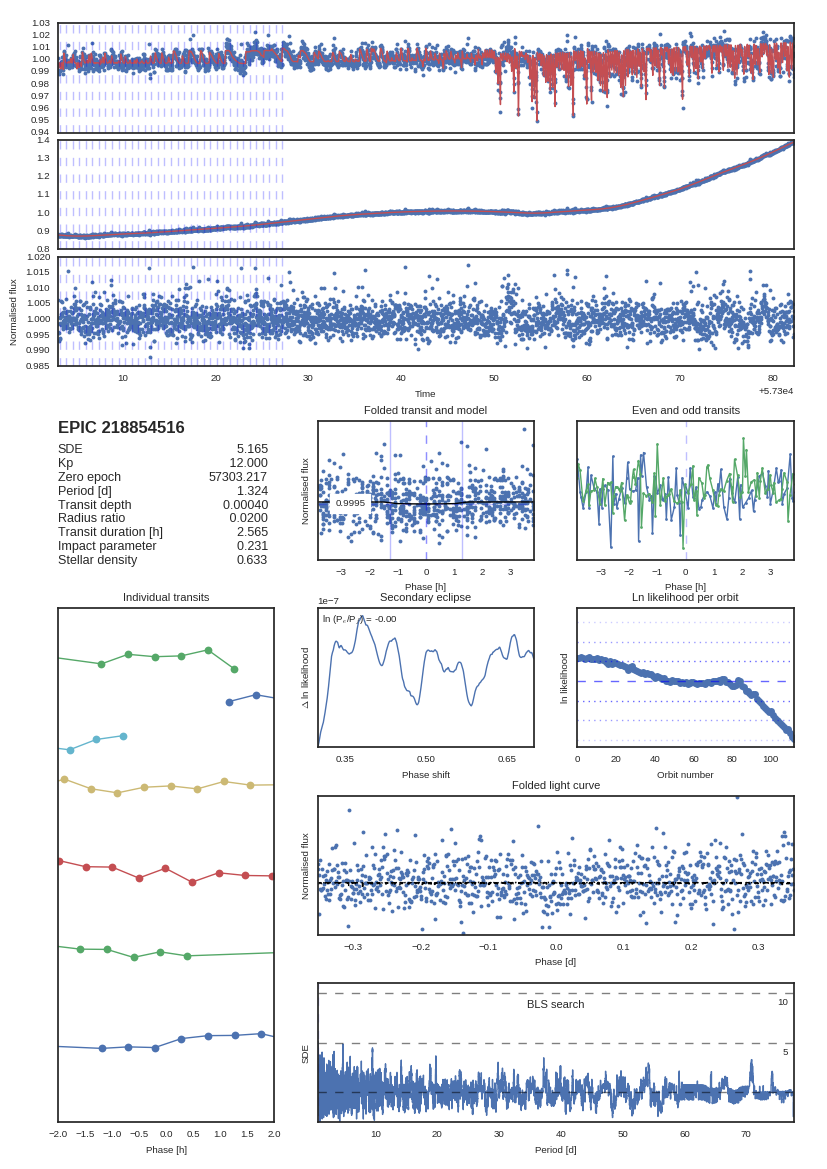 1.03
1.02
1.01
1.00
0.99
0.98
0.97
0.96
0.95
0.94
1.4
1.3
1.2
1.1
1.0
0.9
0.8
1.020
1.015
1.010
1.005
1.000
0.995
0.990
0.985
Normalised flux
10 20 30 40 50 60 70 80
Time
+5.73e4
EPIC 218854516
SDE 5.165
Kp 12.000
Zero epoch 57303.217
Period [d] 1.324
Transit depth 0.00040
Radius ratio 0.0200
Transit duration [h] 2.565
Impact parameter 0.231
Stellar density 0.633
Folded transit and model
Normalised flux
0.9995
−3 −2 −1 0 1 2 3
Phase [h]
Even and odd transits
−3 −2 −1 0 1 2 3
Phase [h]
Individual transits
−2.0 −1.5 −1.0 −0.5 0.0 0.5 1.0 1.5 2.0
Phase [h]
Secondary eclipse
1e−7
Δ ln likelihood
0.35 0.50 0.65
Phase shift
Ln likelihood per orbit
ln likelihood
0 20 40 60 80 100
Orbit number
Folded light curve
Normalised flux
−0.3 −0.2 −0.1 0.0 0.1 0.2 0.3
Phase [d]
BLS search
10
5
SDE
10 20 30 40 50 60 70
Period [d]